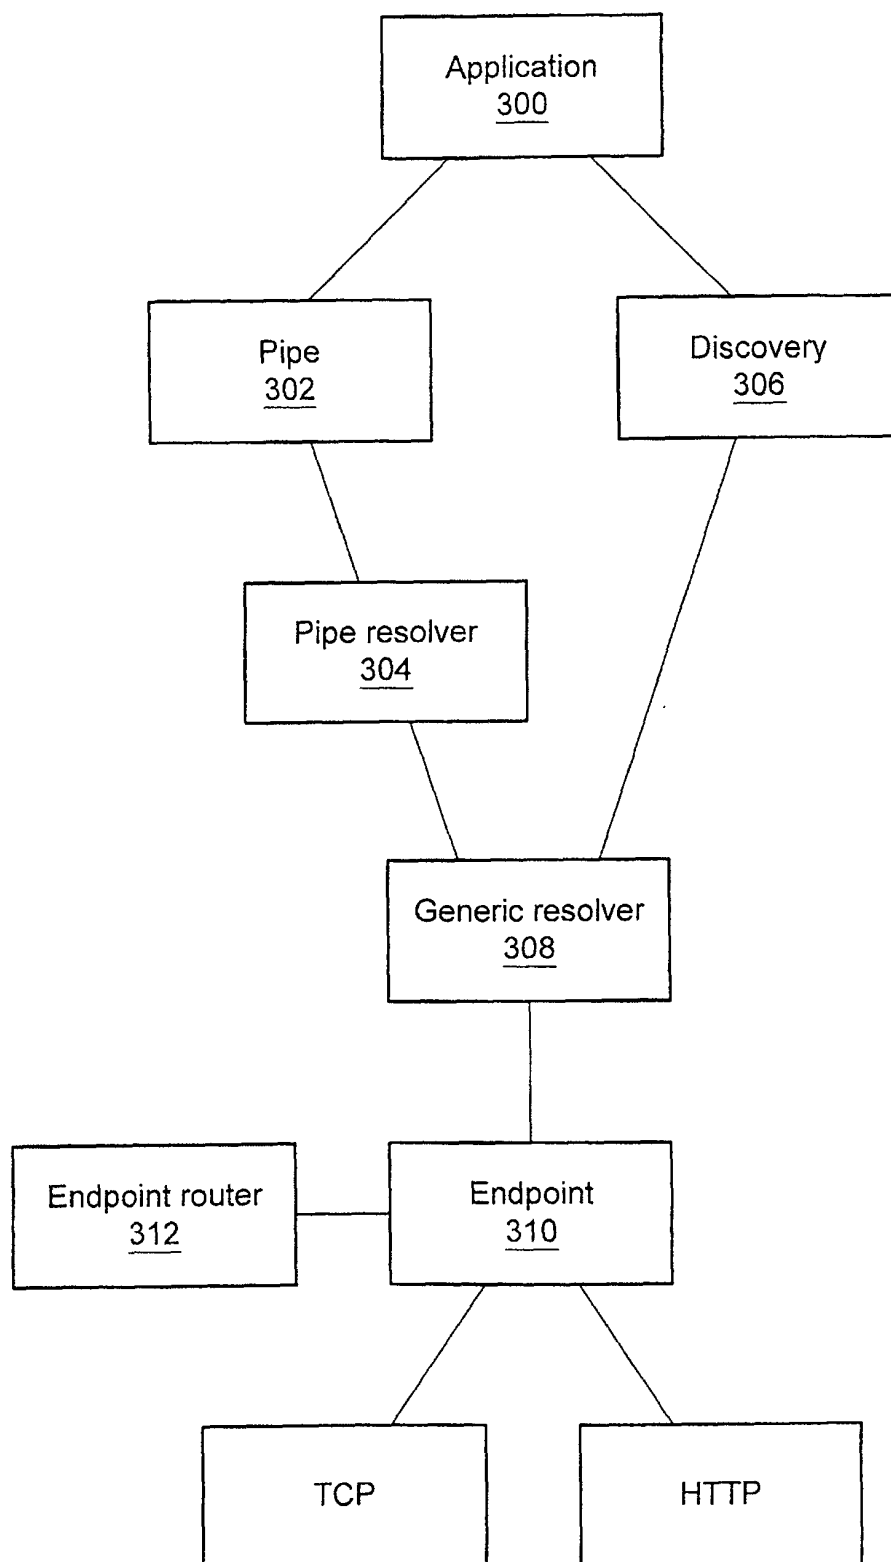 Application
300
Pipe
302
Discovery
306
Pipe resolver
304
Generic resolver
308
Endpoint router
312
Endpoint
310
TCP
HTTP